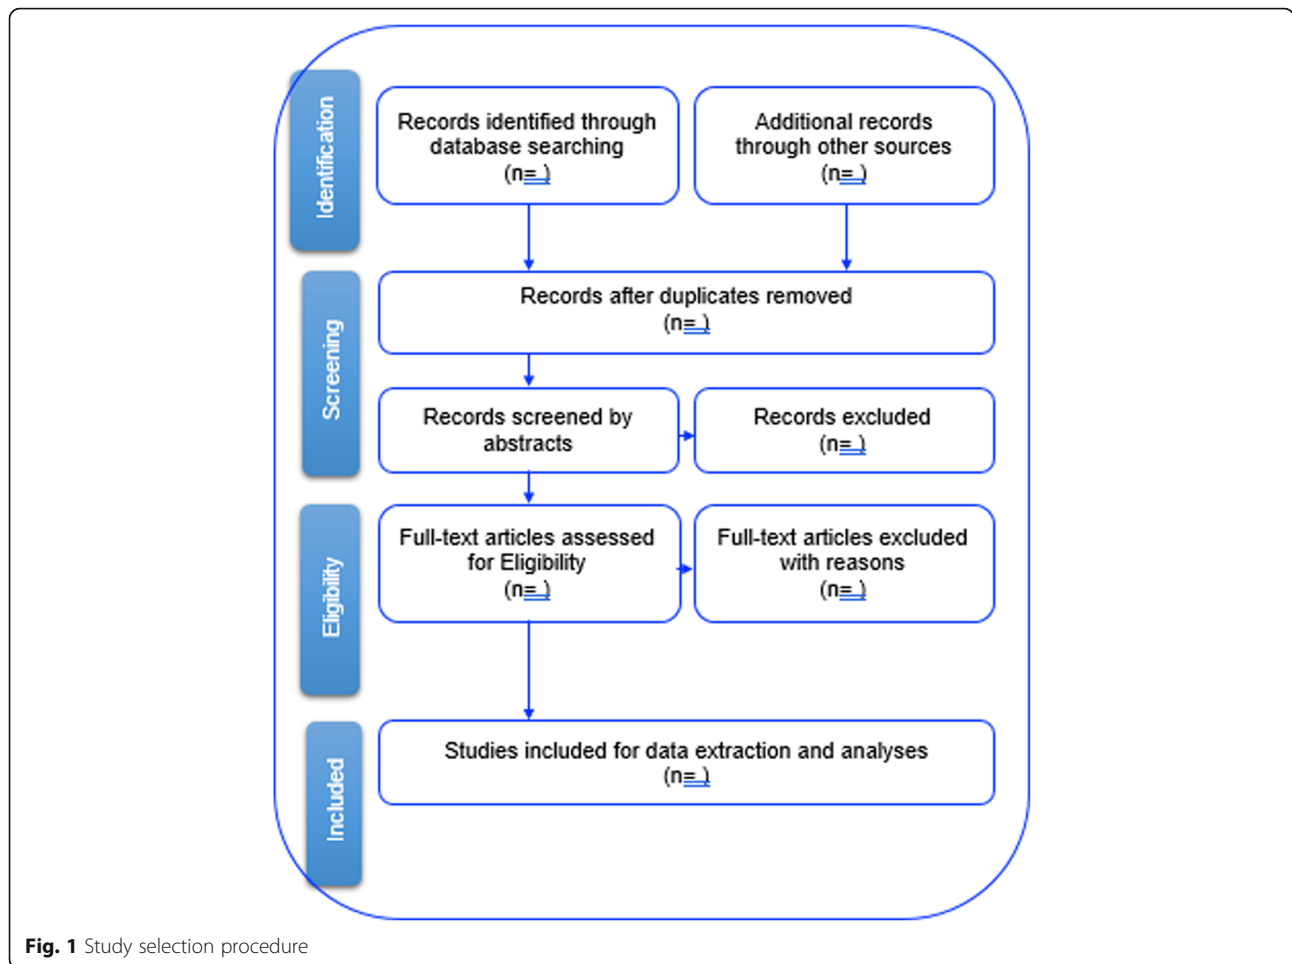 Identification
Records identified through
database searching
(n= )
Additional records
through other sources
(n= )
Screening
Records after duplicates removed
(n= )
Records screened by
abstracts
Records excluded
(n= )
Eligibility
Full-text articles assessed
for Eligibility
(n= )
Full-text articles excluded
with reasons
(n= )
Included
Studies included for data extraction and analyses
(n= )
Fig. 1 Study selection procedure